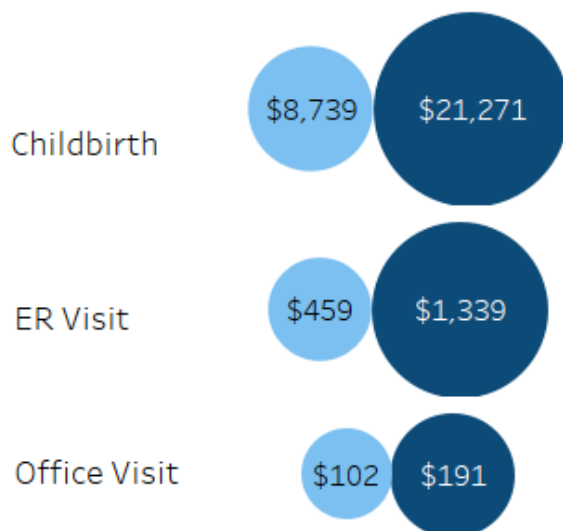 $8,739 $21,271
Childbirth
$459 $1,339
ER Visit
Office Visit $102 $191